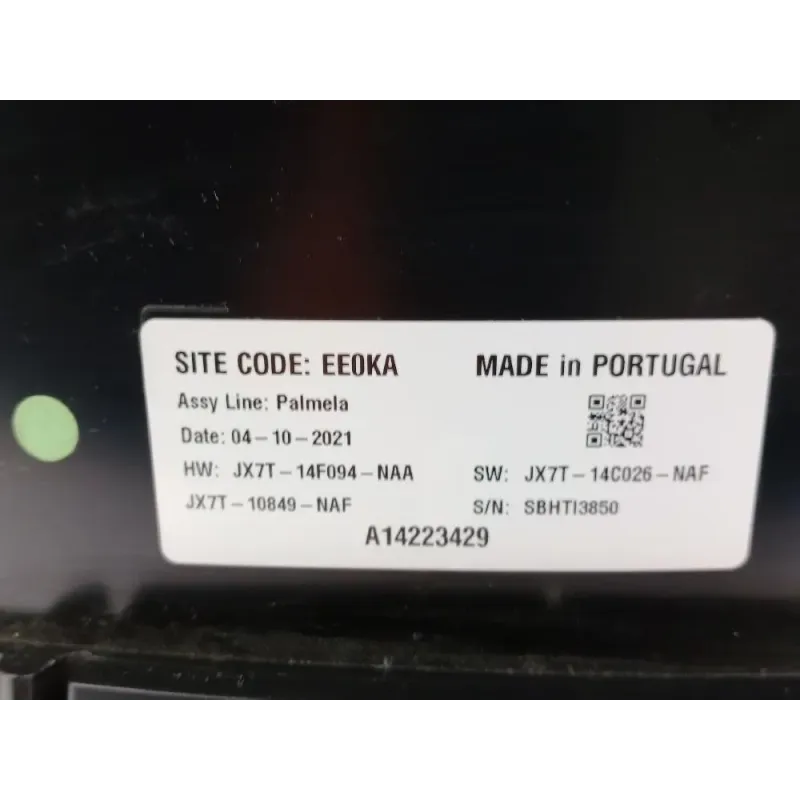 SITE CODE: EE0KA MADE in PORTUGAL
Assy Line: Palmela
Date: 04-10-2021
HW: JX7T-14F094-NAA SW: JX7T-14C026-NAF
JX7T-10849-NAF S/N: SBHTI3850
A14223429